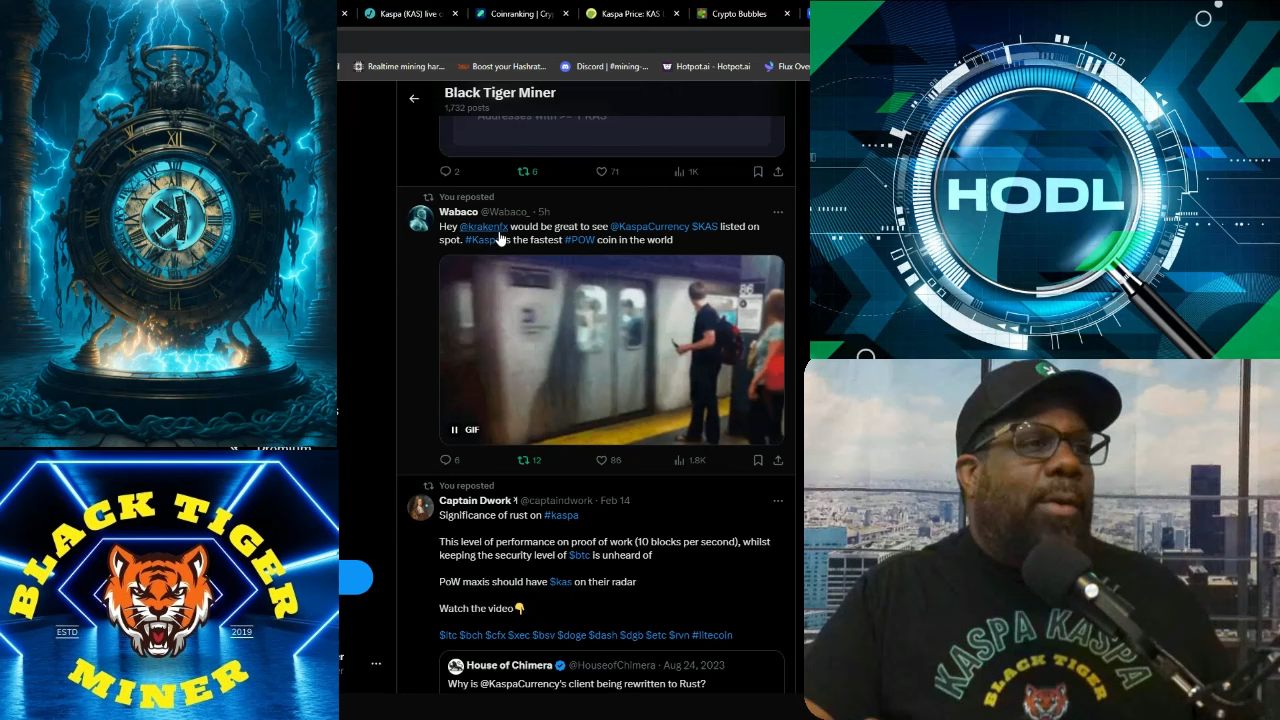 Kaspa (KAS) live c
Coinranking | Cry
Kaspa Price: KAS
Crypto Bubbles
Realtime mining har...
Boost your Hashrat...
Discord | #mining-...
Hotpot.ai - Hotpot.ai
Flux Over
Black Tiger Miner
1,732 posts
Addresses with >= 1 KAS
2
6
71
1K
You reposted
Wabaco @Wabaco_ · 5h
Hey @krakenfx would be great to see @KaspaCurrency $KAS listed on
spot. #Kaspa is the fastest #POW coin in the world
86
GIF
6
12
86
1.8K
You reposted
Captain Dwork @captaindwork · Feb 14
Significance of rust on #kaspa
This level of performance on proof of work (10 blocks per second), whilst
keeping the security level of $btc is unheard of
PoW maxis should have $kas on their radar
Watch the video👇
$ltc $bch $cfx $xec $bsv $doge $dash $dgb $etc $rvn #litecoin
House of Chimera @HouseofChimera · Aug 24, 2023
Why is @KaspaCurrency's client being rewritten to Rust?
BLACK TIGER
ESTD
2019
MINER
HODL
KASPA KASPA
BLACK TIGER